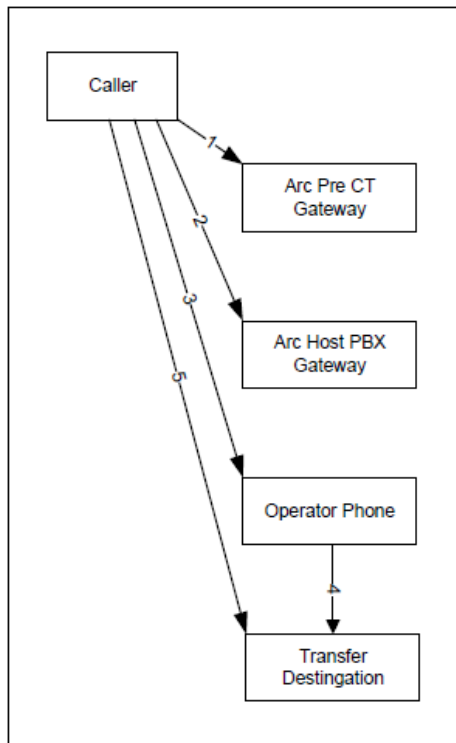 Caller
1
Arc Pre CT
Gateway
2
Arc Host PBX
Gateway
3
5
Operator Phone
4
Transfer
Destingation